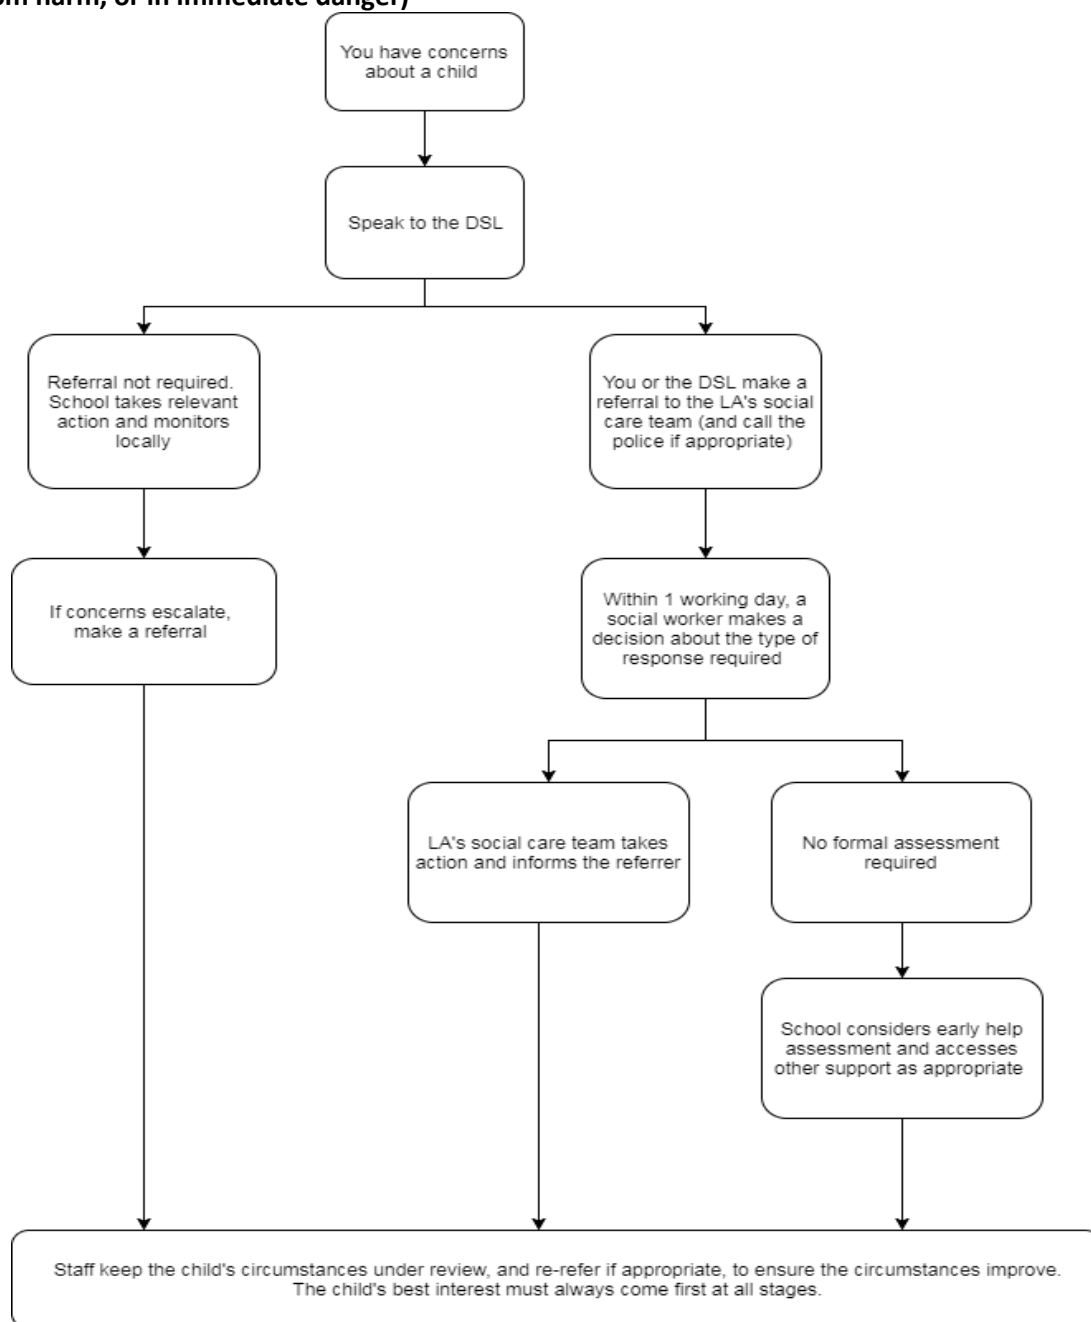 harm, or in immediate danger)
You have concerns
about a child
Speak to the DSL
Referral not required.
School takes relevant
action and monitors
locally
You or the DSL make a
referral to the LA's social
care team (and call the
police if appropriate)
If concerns escalate,
make a referral
Within 1 working day, a
social worker makes a
decision about the type of
response required
LA's social care team takes
action and informs the referrer
No formal assessment
required
School considers early help
assessment and accesses
other support as appropriate
Staff keep the child's circumstances under review, and re-refer if appropriate, to ensure the circumstances improve.
The child's best interest must always come first at all stages.